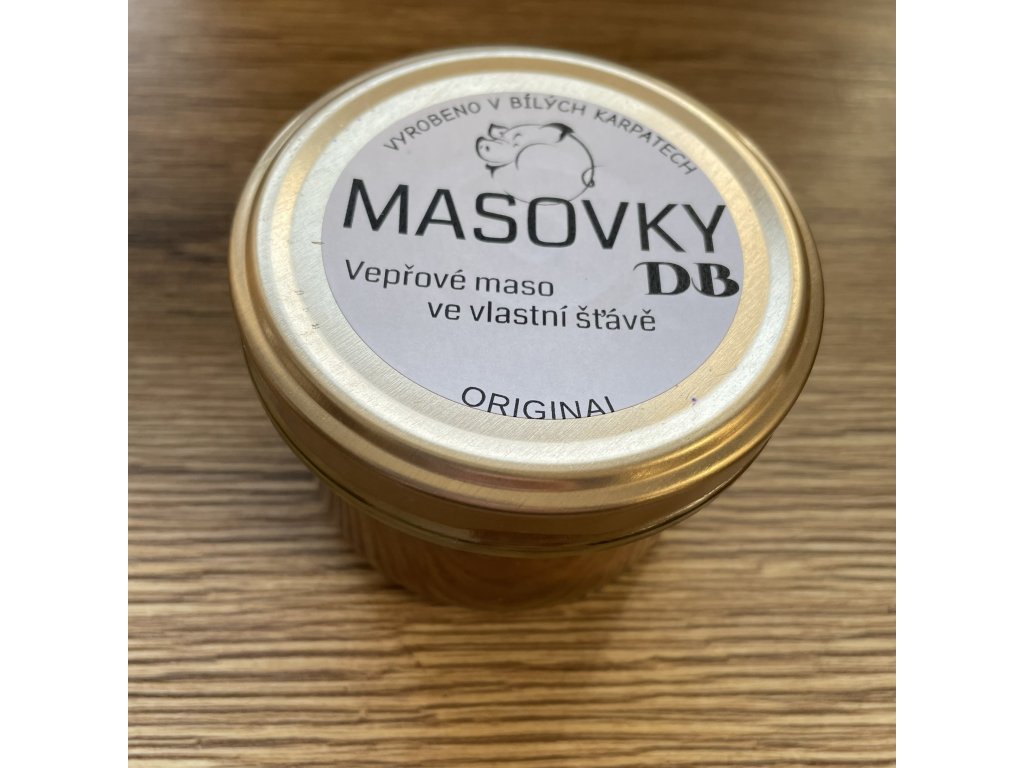 VYROBENO V BÍLÝCH KARPATECH
MASOVKY
DB
Vepřové maso
ve vlastní šťávě
ORIGINAL